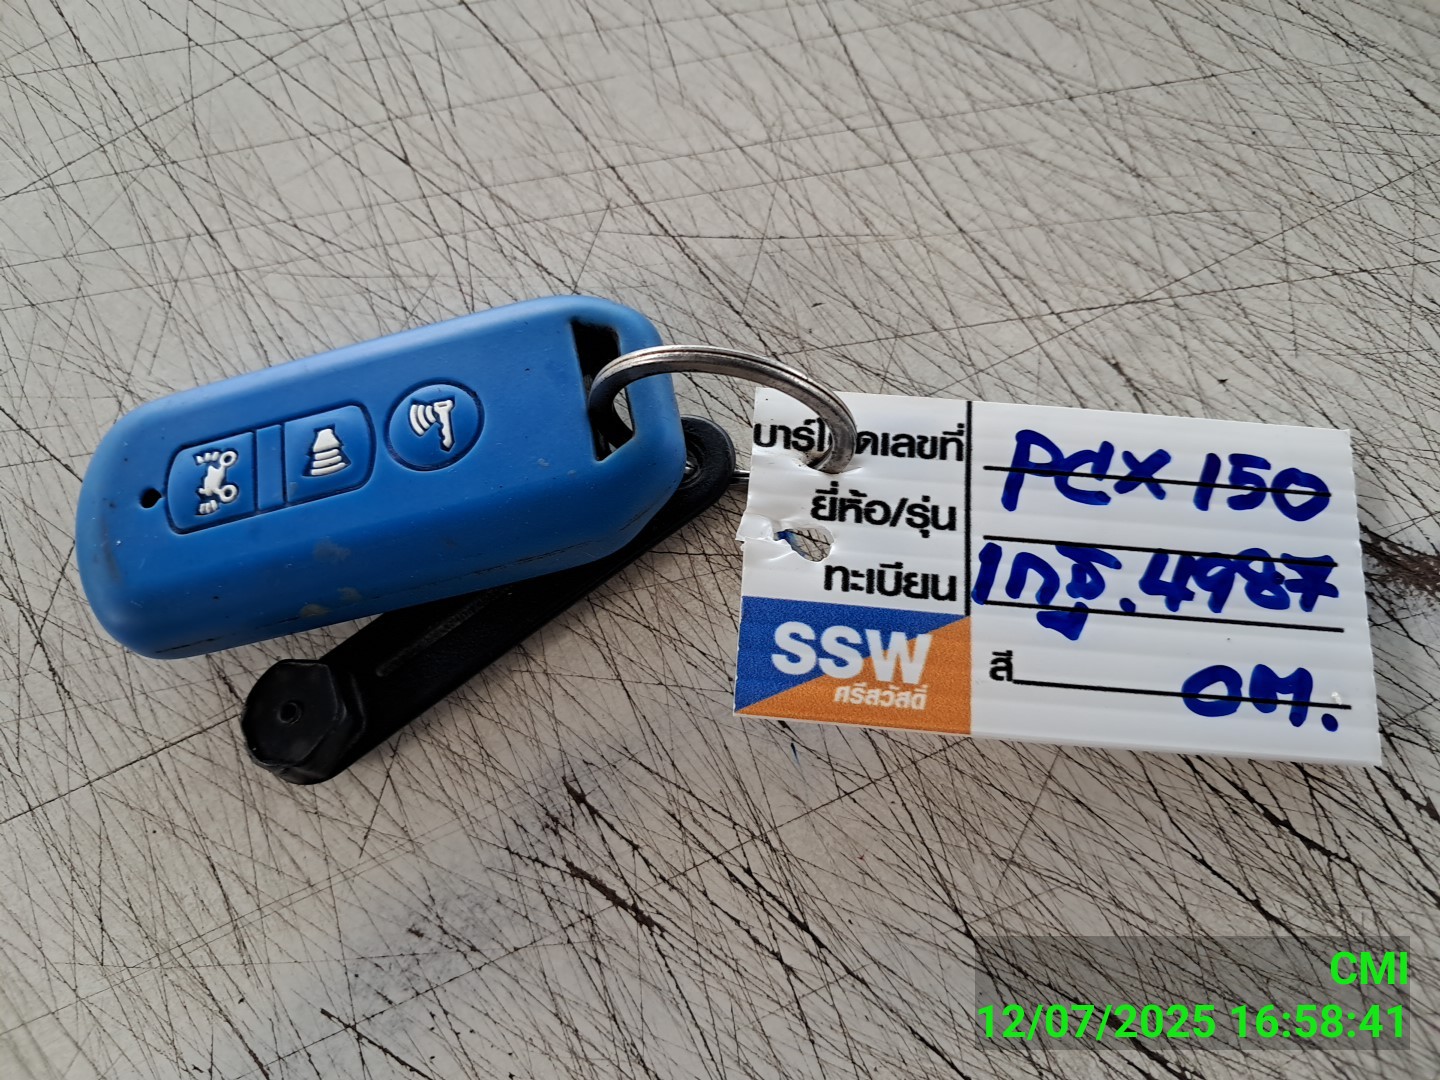 บาร์โค้ดเลขที่
PCX 150
ยี่ห้อ/รุ่น
ทะเบียน 1กฐ.4987
SSW
ศรีสวัสดิ์
สี OM.
CMI
12/07/2025 16:58:41